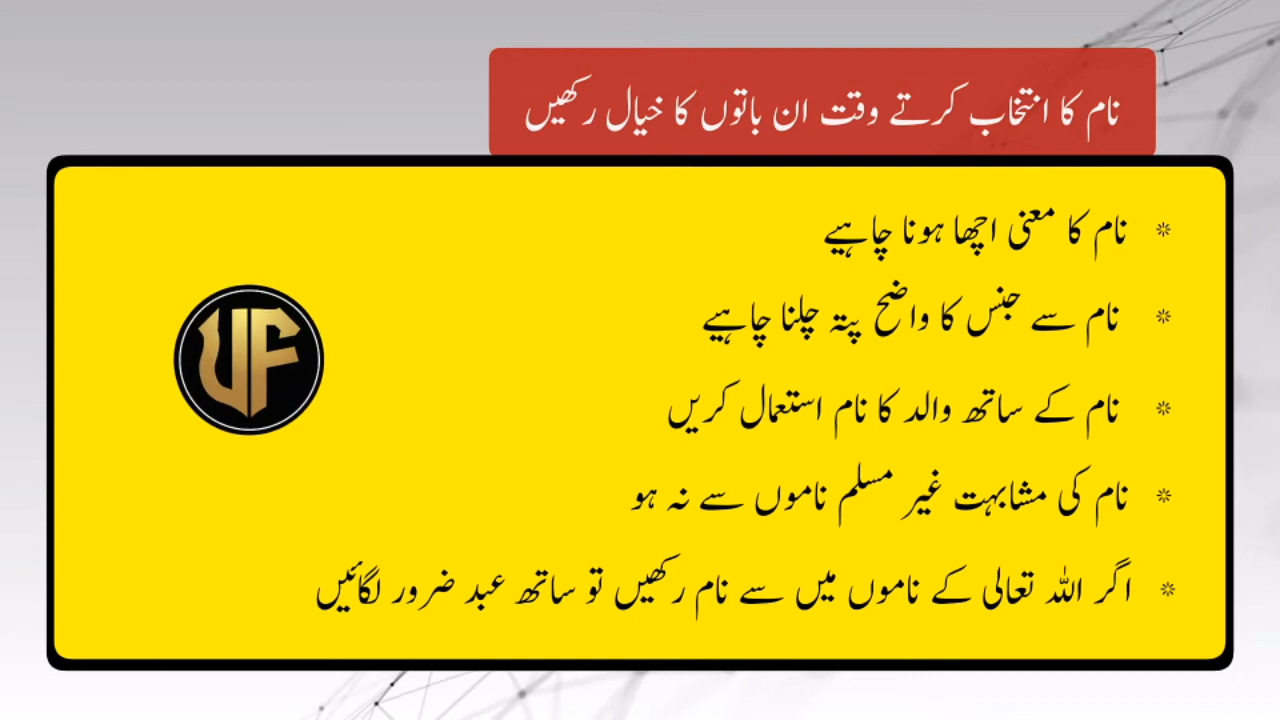 نام کا انتخاب کرتے وقت ان باتوں کا خیال رکھیں
نام کا معنی اچھا ہونا چاہیے
نام سے جنس کا واضح پتہ چلنا چاہیے
نام کے ساتھ والد کا نام استعمال کریں
نام کی مشابہت غیر مسلم ناموں سے نہ ہو
اگر اللہ تعالی کے ناموں میں سے نام رکھیں تو ساتھ عبد ضرور لگائیں
UF